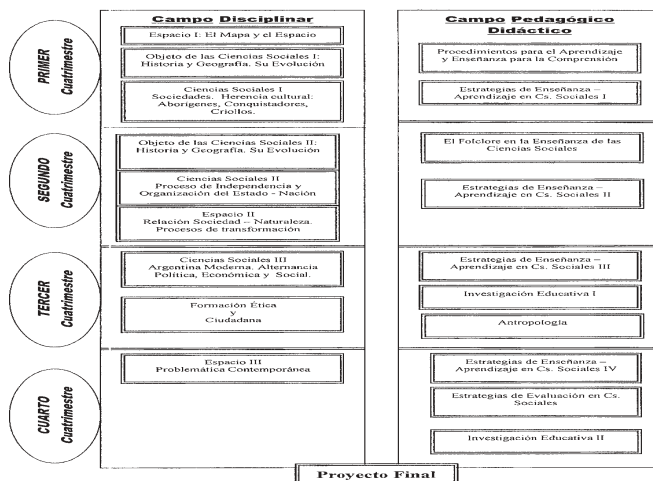 Campo Disciplinar
Campo Pedagógico
Didáctico
PRIMER
Cuatrimestre
Espacio I: El Mapa y el Espacio
Objeto de las Ciencias Sociales I:
Historia y Geografía. Su Evolución
Ciencias Sociales I
Sociedades. Herencia cultural:
Aborígenes, Conquistadores,
Criollos.
Procedimientos para el Aprendizaje
y Enseñanza para la Comprensión
Estrategias de Enseñanza –
Aprendizaje en Cs. Sociales I
SEGUNDO
Cuatrimestre
Objeto de las Ciencias Sociales II:
Historia y Geografía. Su Evolución
Ciencias Sociales II
Proceso de Independencia y
Organización del Estado - Nación
Espacio II
Relación Sociedad – Naturaleza.
Procesos de transformación
El Folclore en la Enseñanza de las
Ciencias Sociales
Estrategias de Enseñanza –
Aprendizaje en Cs. Sociales II
TERCER
Cuatrimestre
Ciencias Sociales III
Argentina Moderna. Alternancia
Política, Económica y Social.
Formación Ética
y
Ciudadana
Estrategias de Enseñanza –
Aprendizaje en Cs. Sociales III
Investigación Educativa I
Antropología
CUARTO
Cuatrimestre
Espacio III
Problemática Contemporánea
Estrategias de Enseñanza –
Aprendizaje en Cs. Sociales IV
Estrategias de Evaluación en Cs.
Sociales
Investigación Educativa II
Proyecto Final